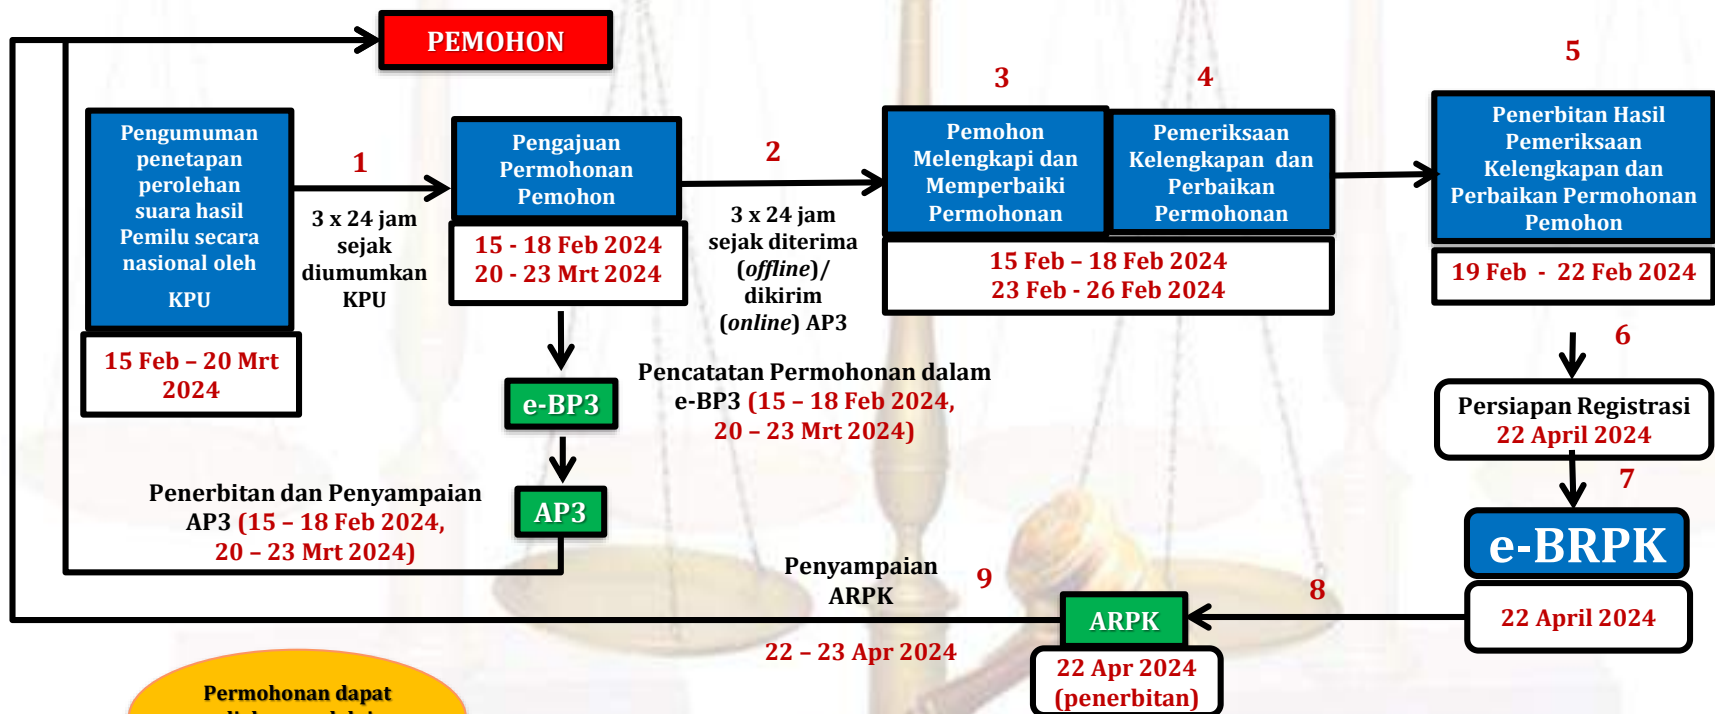 PEMOHON
Pengumuman
penetapan
perolehan
suara hasil
Pemilu secara
nasional oleh
KPU
15 Feb – 20 Mrt
2024
1
3 x 24 jam
sejak
diumumkan
KPU
Pengajuan
Permohonan
Pemohon
15 - 18 Feb 2024
20 - 23 Mrt 2024
2
3 x 24 jam
sejak diterima
(offline)/
dikirim
(online) AP3
3
Pemohon
Melengkapi dan
Memperbaiki
Permohonan
4
Pemeriksaan
Kelengkapan dan
Perbaikan
Permohonan
15 Feb – 18 Feb 2024
23 Feb - 26 Feb 2024
5
Penerbitan Hasil
Pemeriksaan
Kelengkapan dan
Perbaikan Permohonan
Pemohon
19 Feb - 22 Feb 2024
e-BP3
Pencatatan Permohonan dalam
e-BP3 (15 – 18 Feb 2024,
20 – 23 Mrt 2024)
AP3
Penerbitan dan Penyampaian
AP3 (15 – 18 Feb 2024,
20 – 23 Mrt 2024)
6
Persiapan Registrasi
22 April 2024
7
e-BRPK
22 April 2024
8
ARPK
22 Apr 2024
(penerbitan)
9
Penyampaian
ARPK
22 – 23 Apr 2024
Permohonan dapat